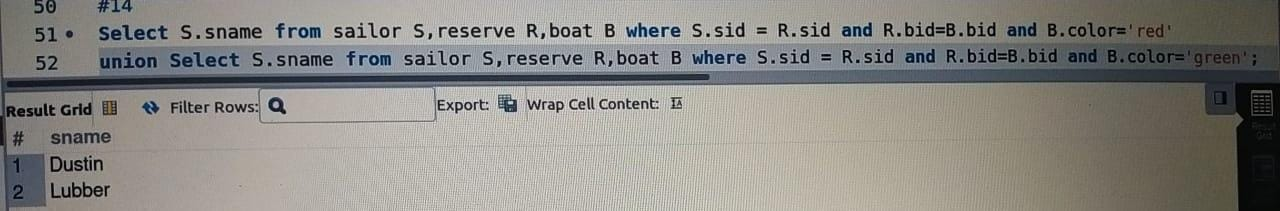 50 #14
51 Select S.sname from sailor S,reserve R,boat B where S.sid = R.sid and R.bid=B.bid and B.color='red'
52 union Select S.sname from sailor S,reserve R,boat B where S.sid = R.sid and R.bid=B.bid and B.color='green';
Result Grid Filter Rows: Export: Wrap Cell Content:
# sname
1 Dustin
2 Lubber